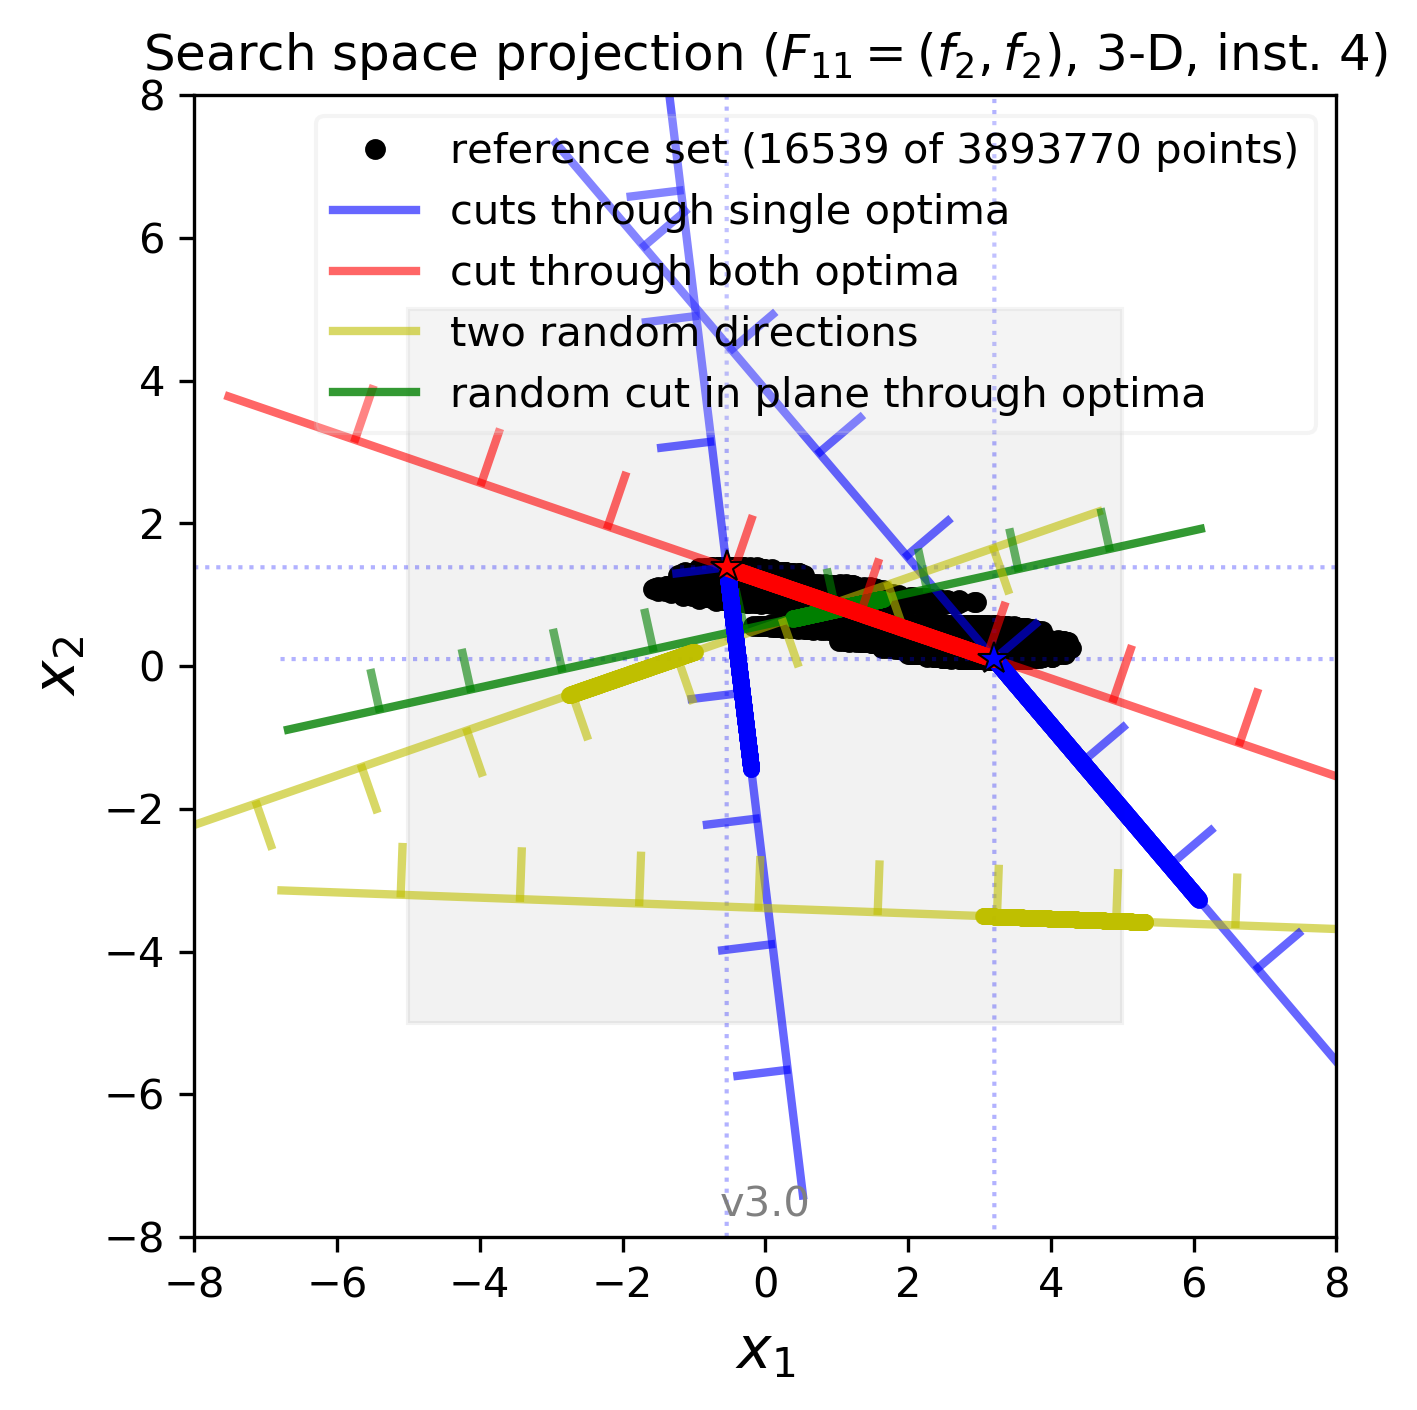 Search space projection (F₁₁ = (f₂, f₂), 3-D, inst. 4)
reference set (16539 of 3893770 points)
cuts through single optima
cut through both optima
two random directions
random cut in plane through optima
8
6
4
2
0
−2
−4
−6
−8
x₂
v3.0
−8 −6 −4 −2 0 2 4 6 8
x₁